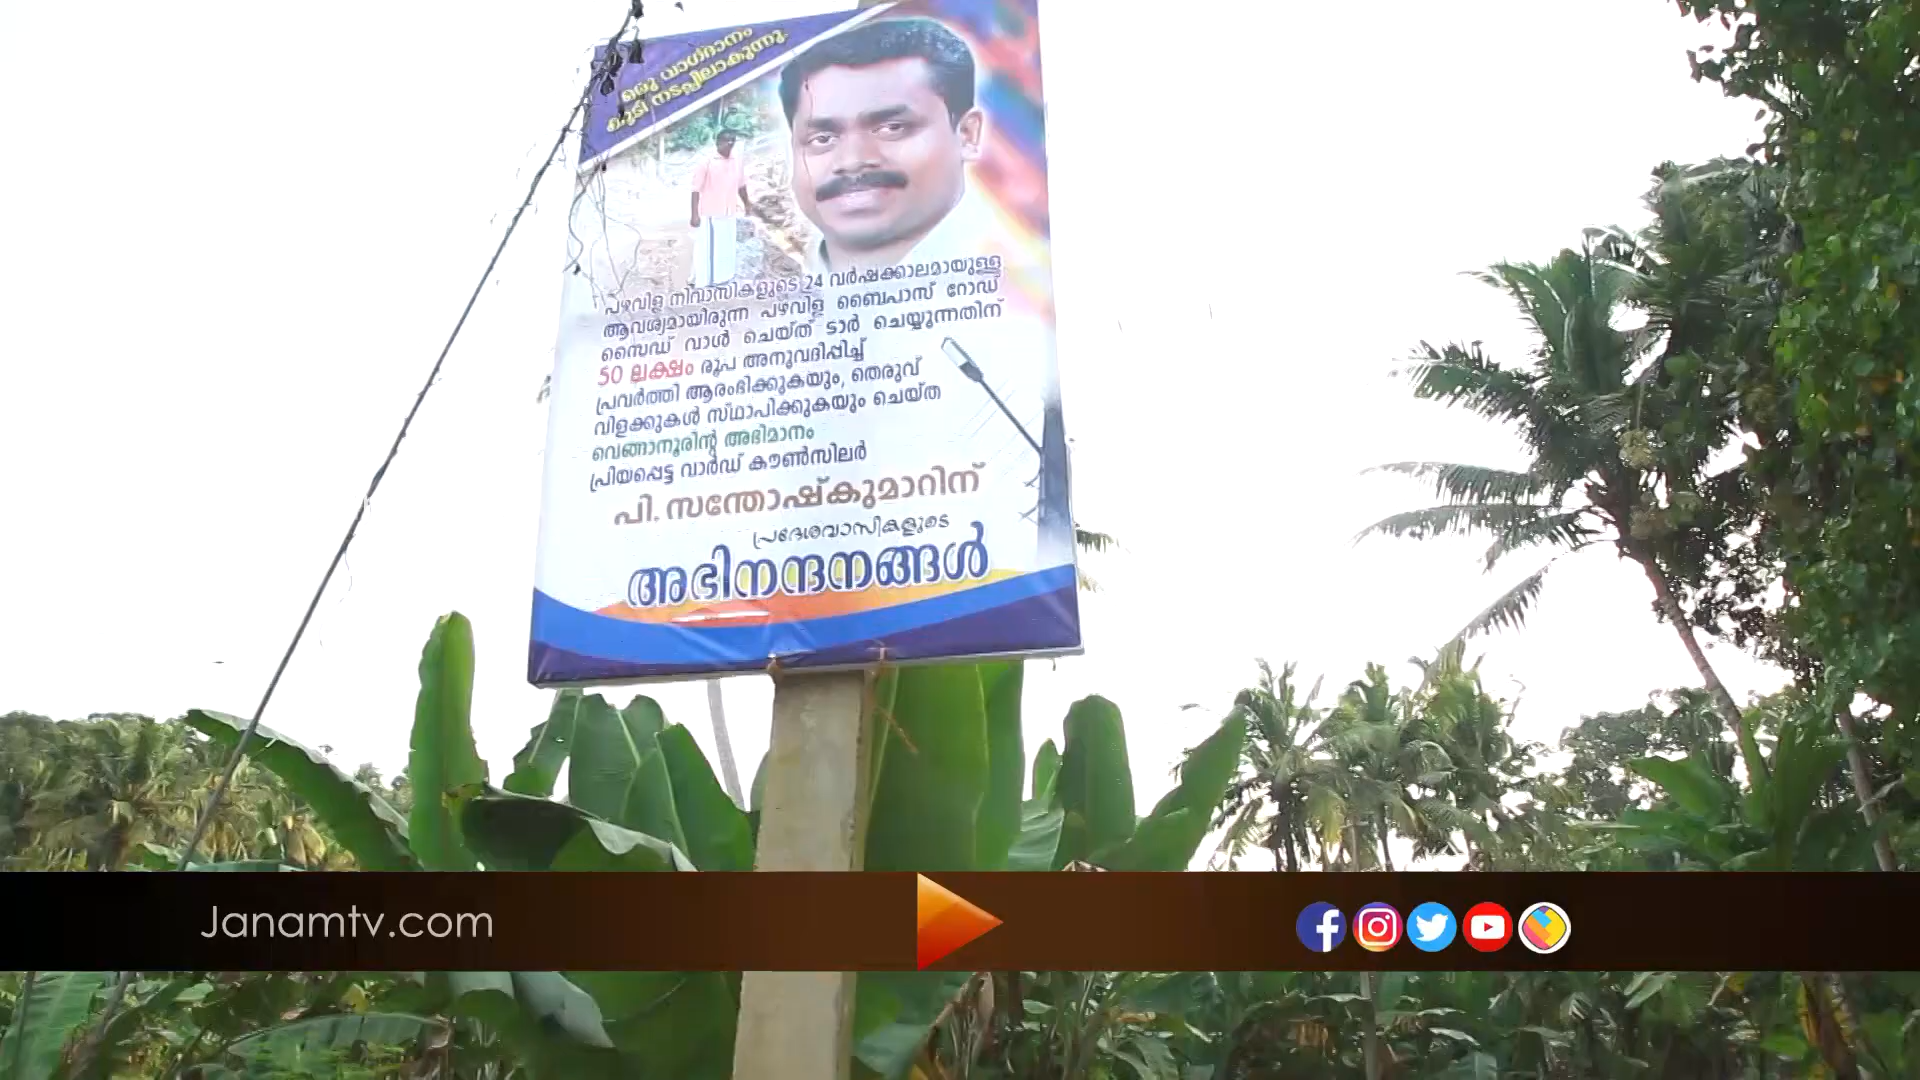 ഒരു വാഗ്ദാനം
കൂടി നടപ്പിലാകുന്നു.
പഴവിള നിവാസികളുടെ 24 വർഷക്കാലമായുള്ള
ആവശ്യമായിരുന്ന പഴവിള ബൈപാസ് റോഡ്
സൈഡ് വാൾ ചെയ്ത് ടാർ ചെയ്യുന്നതിന്
50 ലക്ഷം രൂപ അനുവദിപ്പിച്ച്
പ്രവർത്തി ആരംഭിക്കുകയും, തെരുവ്
വിളക്കുകൾ സ്ഥാപിക്കുകയും ചെയ്ത
വെങ്ങാനൂരിന്റ അഭിമാനം
പ്രിയപ്പെട്ട വാർഡ് കൗൺസിലർ
പി. സന്തോഷ്കുമാറിന്
പ്രദേശവാസികളുടെ
അഭിനന്ദനങ്ങൾ
Janamtv.com